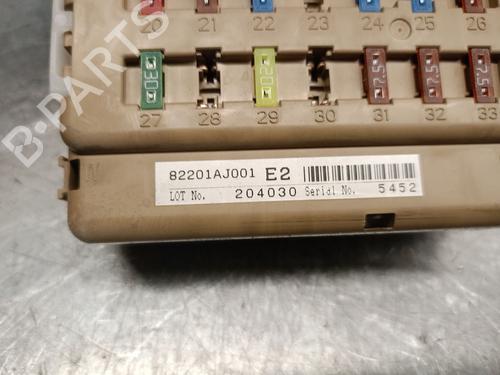 20 21 22 23 24 25 26
30 20 7.5 7.5 7.5
27 28 29 30 31 32 33
82201AJ001 E2
LOT No. 204030 Serial No. 5452
B-PARTS